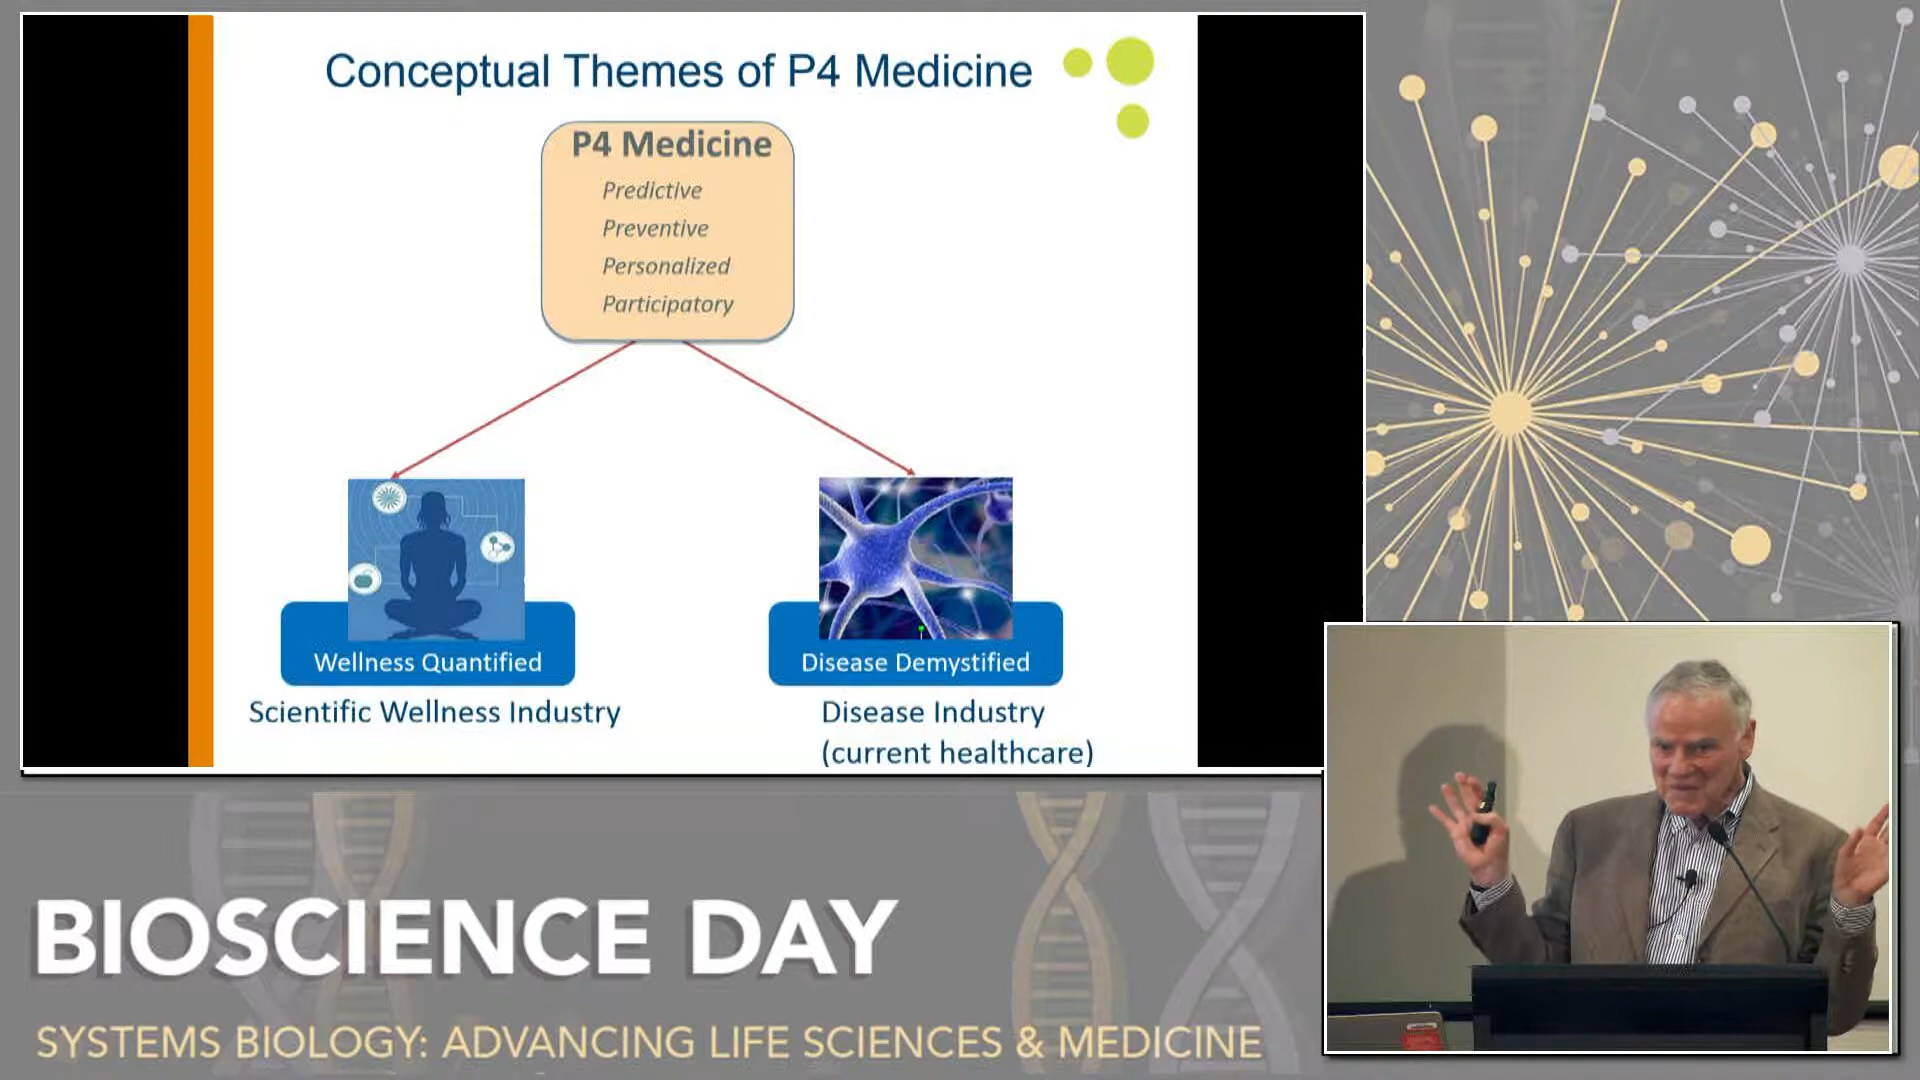 Conceptual Themes of P4 Medicine
P4 Medicine
Predictive
Preventive
Personalized
Participatory
Wellness Quantified
Scientific Wellness Industry
Disease Demystified
Disease Industry
(current healthcare)
BIOSCIENCE DAY
SYSTEMS BIOLOGY: ADVANCING LIFE SCIENCES & MEDICINE